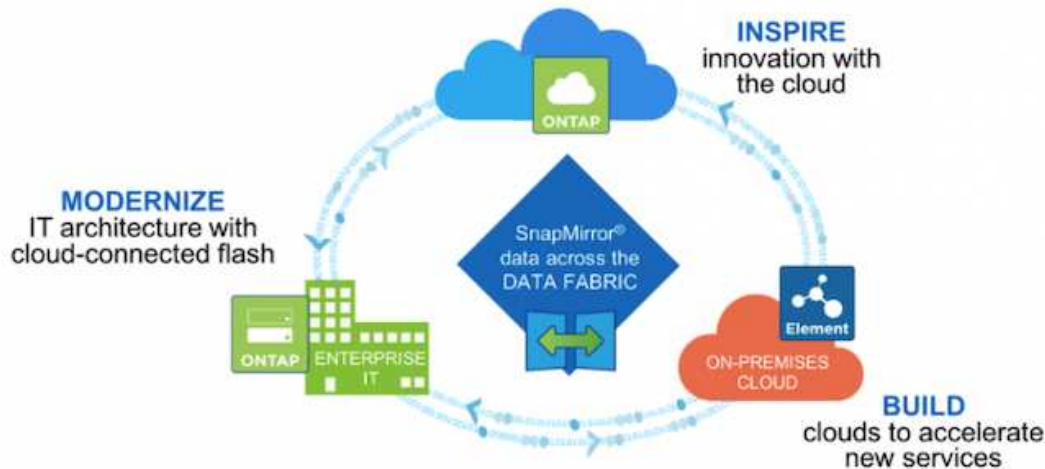 INSPIRE
innovation with
the cloud
ONTAP
MODERNIZE
IT architecture with
cloud-connected flash
SnapMirror®
data across the
DATA FABRIC
ONTAP
ENTERPRISE
IT
Element
ON-PREMISES
CLOUD
BUILD
clouds to accelerate
new services